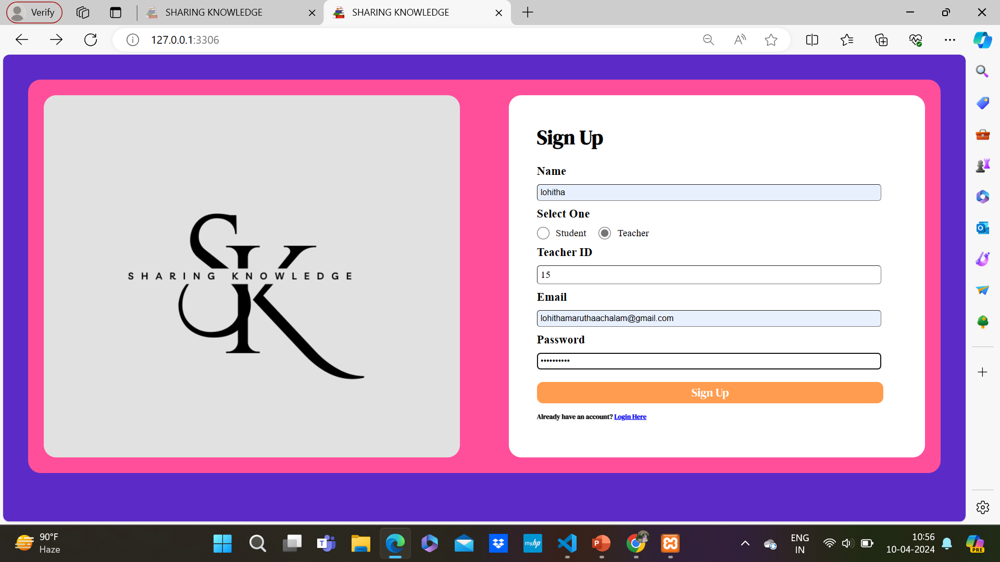 Verify
SHARING KNOWLEDGE
SHARING KNOWLEDGE
127.0.0.1:3306
SHARING KNOWLEDGE
Sign Up
Name
lohitha
Select One
Student Teacher
Teacher ID
15
Email
lohithamaruthaachalam@gmail.com
Password
••••••••••
Sign Up
Already have an account? Login Here
90°F
Haze
myhp
ENG
IN
10:56
10-04-2024
PRE